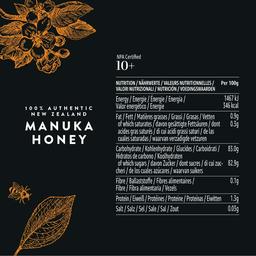 NPA Certified
10+
100% AUTHENTIC
NEW ZEALAND
MANUKA
HONEY
NUTRITION / NÄHRWERTE / VALEURS NUTRITIONNELLES /
VALORI NUTRIZIONALI / NUTRICIÓN / VOEDINGSWAARDEN
Per 100g
Energy / Energie / Énergie / Energia / 1467 kJ
Valor energético / Energie 346 kcal
Fat / Fett / Matières grasses / Grassi / Grasas / Vetten 0.9g
of which saturates / davon gesättigte Fettsäuren / dont 0.3g
acides gras saturés / di cui acidi grassi saturi / de las
cuales saturadas / waarvan verzadigde vetzuren
Carbohydrate / Kohlenhydrate / Glucides / Carboidrati / 83.0g
Hidratos de carbono / Koolhydraten
of which sugars / davon Zucker / dont sucres / di cui zuc- 82.9g
cheri / de los cuales azúcares / waarvan suikers
Fibre / Ballaststoffe / Fibres alimentaires / 0.1g
Fibre / Fibra alimentaria / Vezels
Protein / Eiweiß / Protéines / Proteine / Proteínas / Eiwitten 1.3g
Salt / Salz / Sel / Sale / Sal / Zout 0.05g